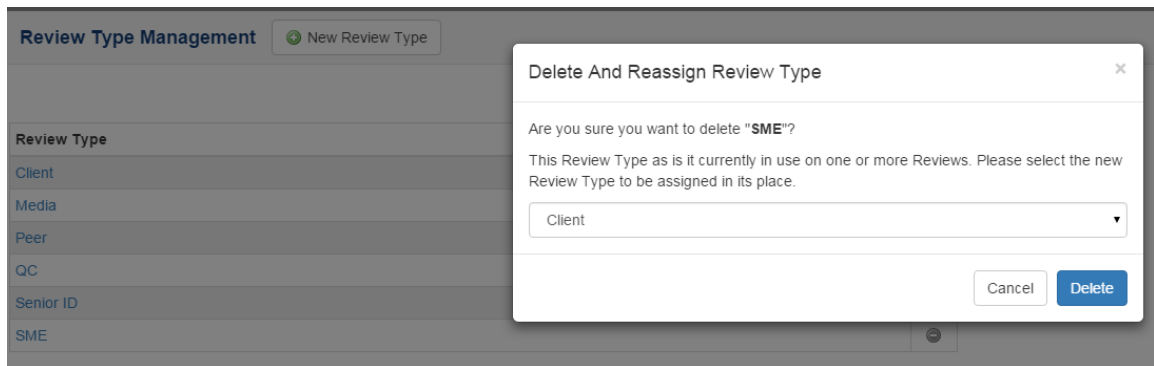 Review Type Management
New Review Type
Delete And Reassign Review Type
×
Are you sure you want to delete "SME"?
This Review Type as is it currently in use on one or more Reviews. Please select the new
Review Type to be assigned in its place.
Client
Cancel
Delete
Review Type
Client
Media
Peer
QC
Senior ID
SME